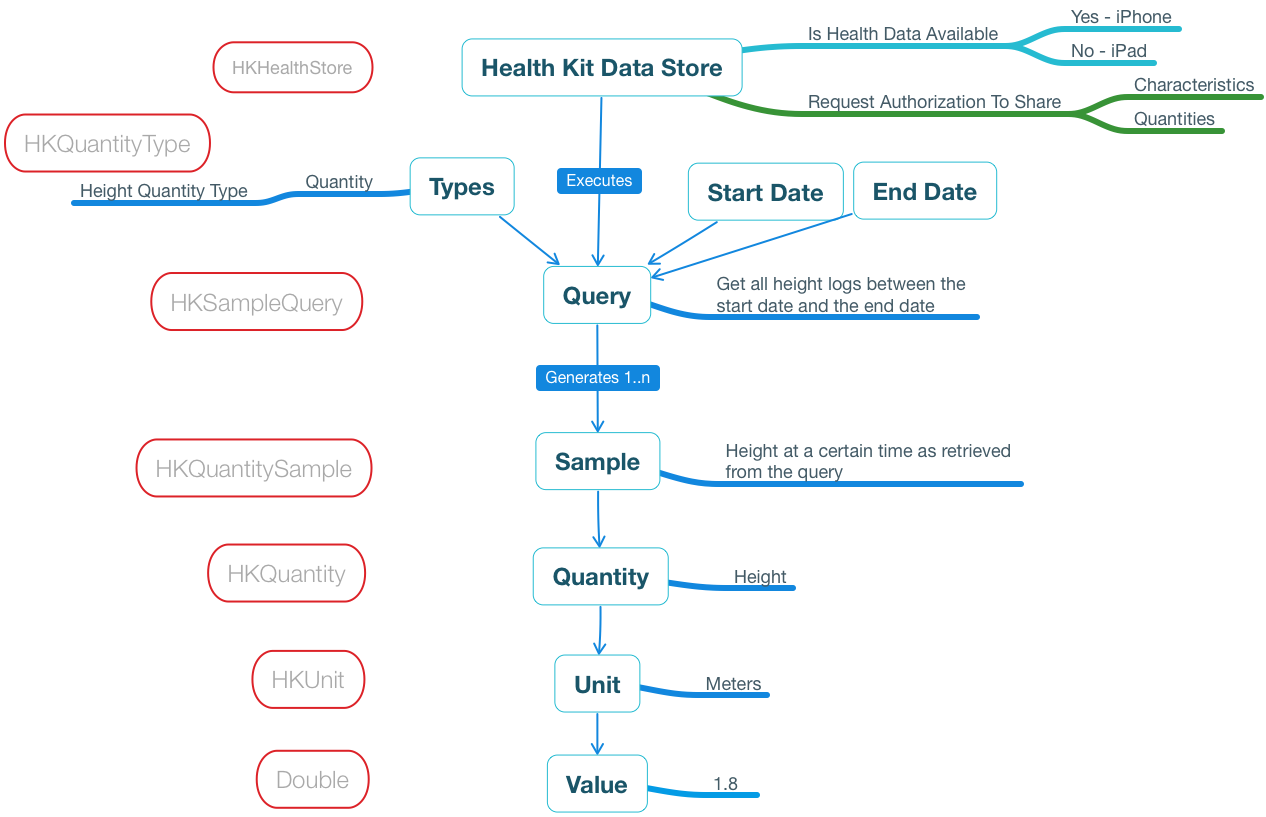 Yes - iPhone
Is Health Data Available
No - iPad
HKHealthStore
Health Kit Data Store
Characteristics
Request Authorization To Share
Quantities
HKQuantityType
Height Quantity Type
Quantity
Types
Executes
Start Date
End Date
HKSampleQuery
Query
Get all height logs between the
start date and the end date
Generates 1..n
HKQuantitySample
Sample
Height at a certain time as retrieved
from the query
HKQuantity
Quantity
Height
HKUnit
Unit
Meters
Double
Value
1.8